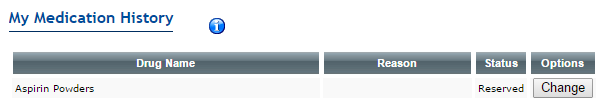 My Medication History
Drug Name Reason Status Options
Aspirin Powders Reserved Change